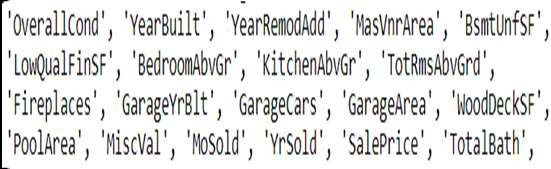 'OverallCond', 'YearBuilt', 'YearRemodAdd', 'MasVnrArea', 'BsmtUnfSF',
'LowQualFinSF', 'BedroomAbvGr', 'KitchenAbvGr', 'TotRmsAbvGrd',
'Fireplaces', 'GarageYrBlt', 'GarageCars', 'GarageArea', 'WoodDeckSF',
'PoolArea', 'MiscVal', 'MoSold', 'YrSold', 'SalePrice', 'TotalBath',